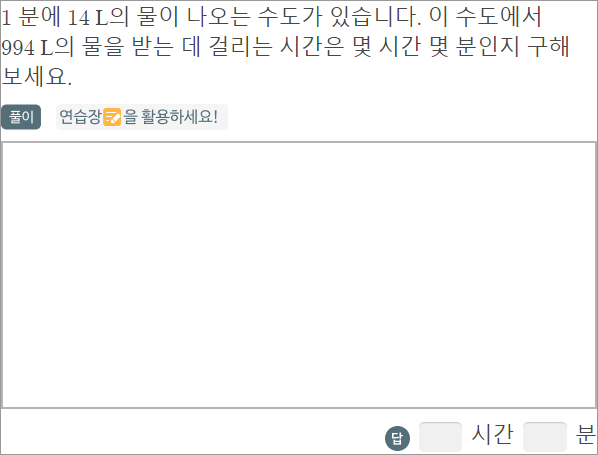 1 분에 14 L의 물이 나오는 수도가 있습니다. 이 수도에서
994 L의 물을 받는 데 걸리는 시간은 몇 시간 몇 분인지 구해
보세요.
풀이 연습장을 활용하세요!
답 시간 분